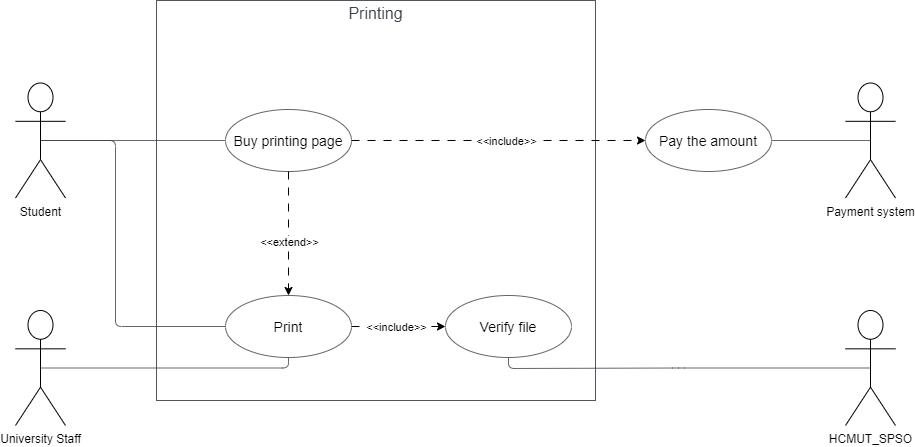 Printing
Buy printing page
<<include>>
Pay the amount
Student
Payment system
<<extend>>
Print
<<include>>
Verify file
University Staff
HCMUT_SPSO